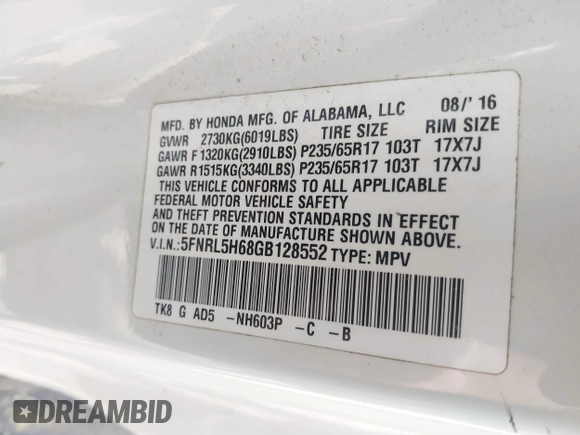 MFD. BY HONDA MFG. OF ALABAMA, LLC 08/' 16
GVWR 2730KG(6019LBS) TIRE SIZE RIM SIZE
GAWR F1320KG(2910LBS) P235/65R17 103T 17X7J
GAWR R1515KG(3340LBS) P235/65R17 103T 17X7J
THIS VEHICLE CONFORMS TO ALL APPLICABLE
FEDERAL MOTOR VEHICLE SAFETY
AND THEFT PREVENTION STANDARDS IN EFFECT
ON THE DATE OF MANUFACTURE SHOWN ABOVE.
V.I.N.:5FNRL5H68GB128552 TYPE: MPV
TK8 G AD5 -NH603P -C -B
DREAMBID